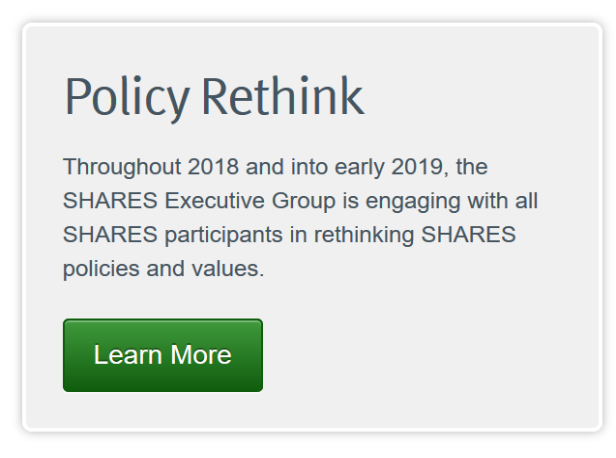 Policy Rethink
Throughout 2018 and into early 2019, the
SHARES Executive Group is engaging with all
SHARES participants in rethinking SHARES
policies and values.
Learn More